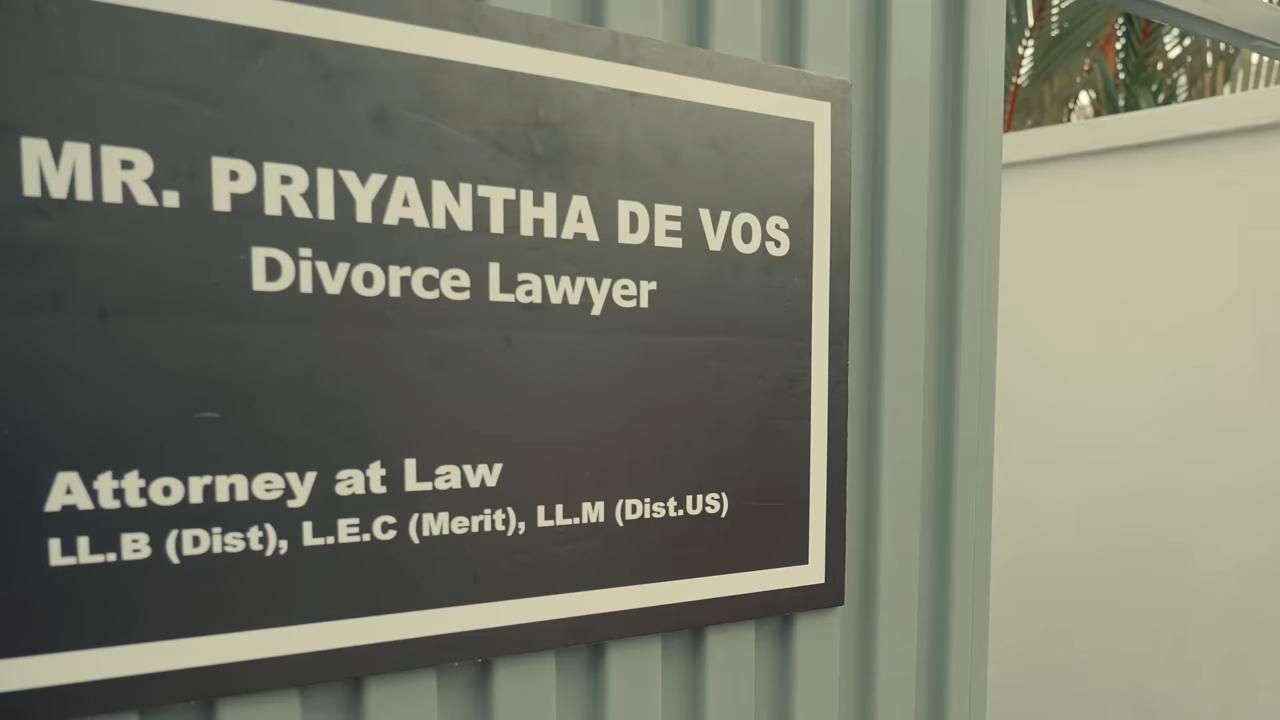 MR. PRIYANTHA DE VOS
Divorce Lawyer
Attorney at Law
LL.B (Dist), L.E.C (Merit), LL.M (Dist.US)